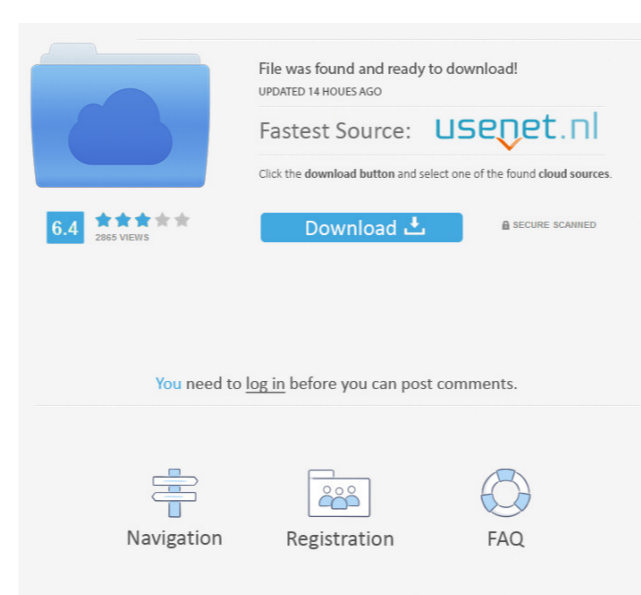 File was found and ready to download!
UPDATED 14 HOUES AGO
Fastest Source: usenet.nl
Click the download button and select one of the found cloud sources.
6.4
2865 VIEWS
Download
SECURE SCANNED
You need to log in before you can post comments.
Navigation
Registration
FAQ